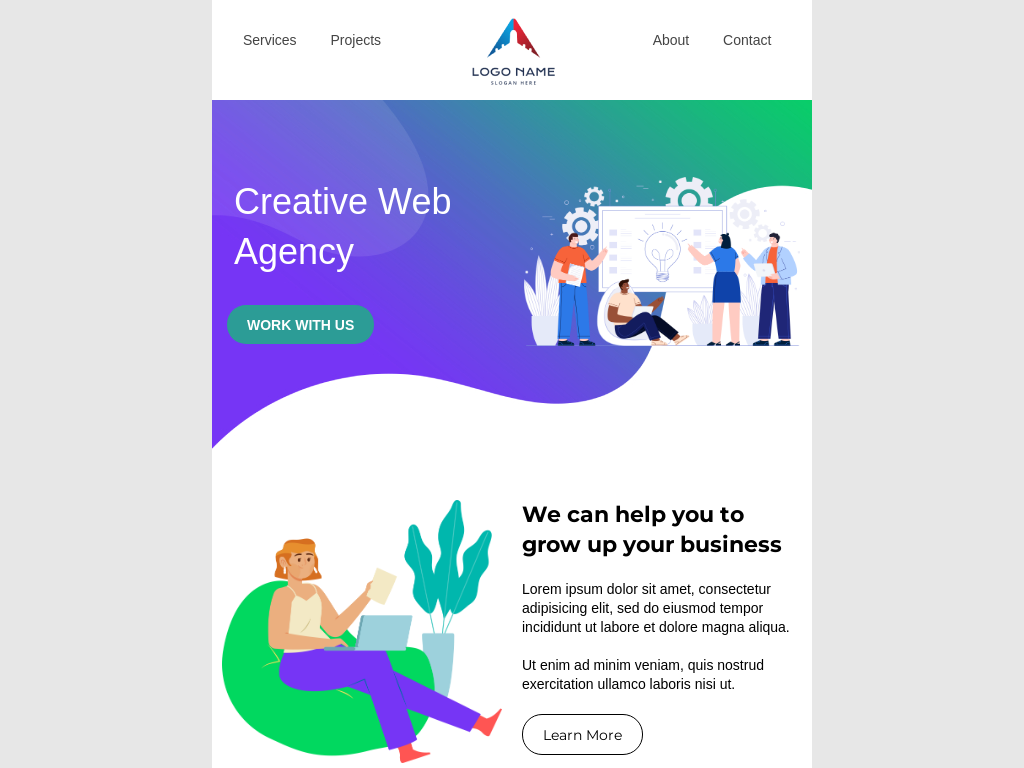 Services
Projects
LOGO NAME
SLOGAN HERE
About
Contact
Creative Web
Agency
WORK WITH US
We can help you to
grow up your business
Lorem ipsum dolor sit amet, consectetur
adipisicing elit, sed do eiusmod tempor
incididunt ut labore et dolore magna aliqua.
Ut enim ad minim veniam, quis nostrud
exercitation ullamco laboris nisi ut.
Learn More